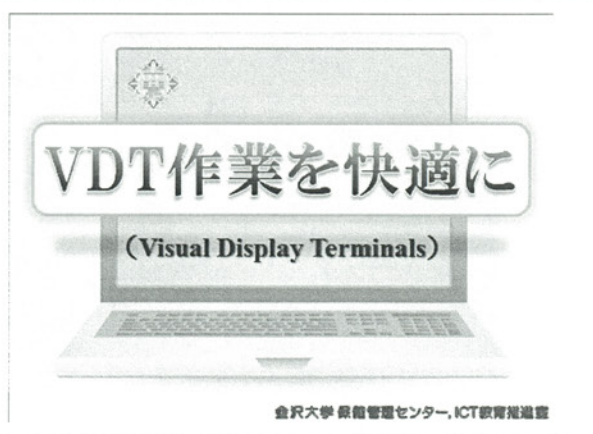 VDT作業を快適に
（Visual Display Terminals）
金沢大学 保健管理センター, ICT教育推進室